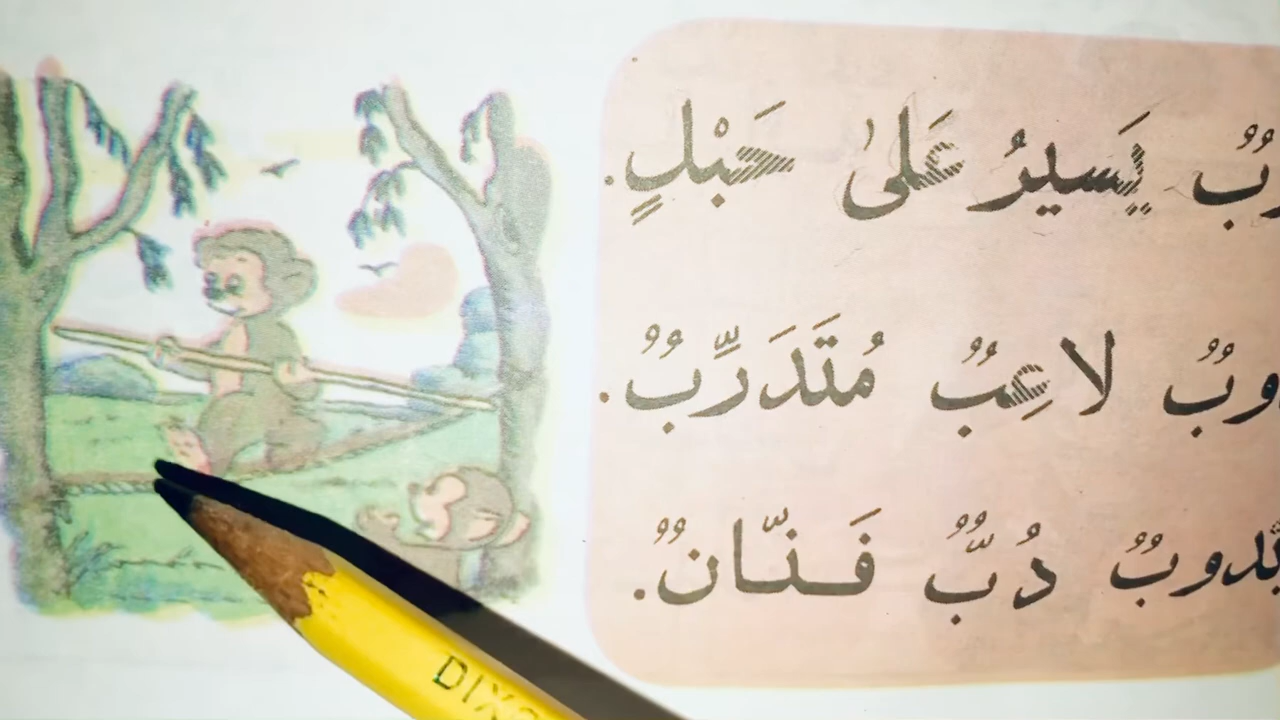 يَسيرُ عَلىٰ حَبْلٍ.
لاعِبٌ مُتَدَرِّبٌ.
دُبٌّ فَنّانٌ.